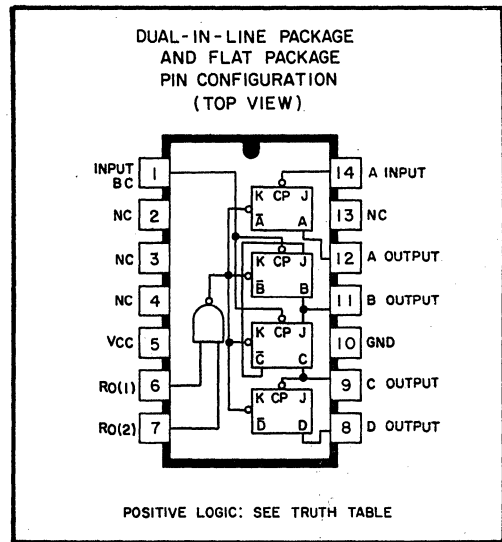 DUAL-IN-LINE PACKAGE
AND FLAT PACKAGE
PIN CONFIGURATION
(TOP VIEW)
INPUT BC 1
NC 2
NC 3
NC 4
VCC 5
RO(1) 6
RO(2) 7
14 A INPUT
13 NC
12 A OUTPUT
11 B OUTPUT
10 GND
9 C OUTPUT
8 D OUTPUT
K CP J
A̅ A
K CP J
B̅ B
K CP J
C̅ C
K CP J
D̅ D
POSITIVE LOGIC: SEE TRUTH TABLE